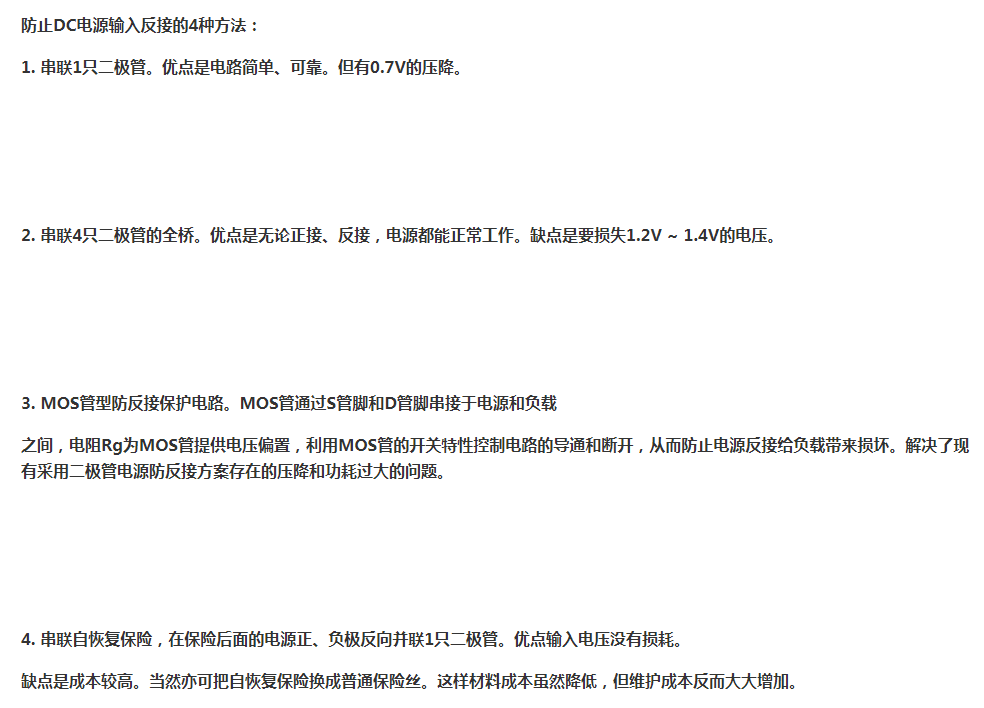 防止DC电源输入反接的4种方法：
1. 串联1只二极管。优点是电路简单、可靠。但有0.7V的压降。
2. 串联4只二极管的全桥。优点是无论正接、反接，电源都能正常工作。缺点是要损失1.2V ~ 1.4V的电压。
3. MOS管型防反接保护电路。MOS管通过S管脚和D管脚串接于电源和负载
之间，电阻Rg为MOS管提供电压偏置，利用MOS管的开关特性控制电路的导通和断开，从而防止电源反接给负载带来损坏。解决了现
有采用二极管电源防反接方案存在的压降和功耗过大的问题。
4. 串联自恢复保险，在保险后面的电源正、负极反向并联1只二极管。优点输入电压没有损耗。
缺点是成本较高。当然亦可把自恢复保险换成普通保险丝。这样材料成本虽然降低，但维护成本反而大大增加。